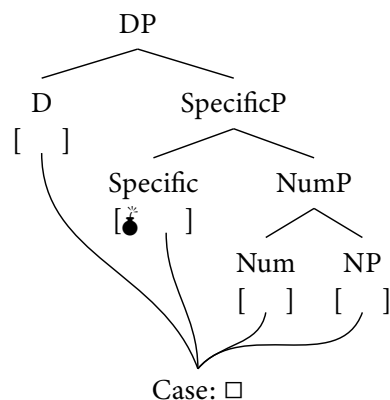 DP
D SpecificP
[ ]
Specific NumP
[💣 ]
Num NP
[ ] [ ]
Case: □